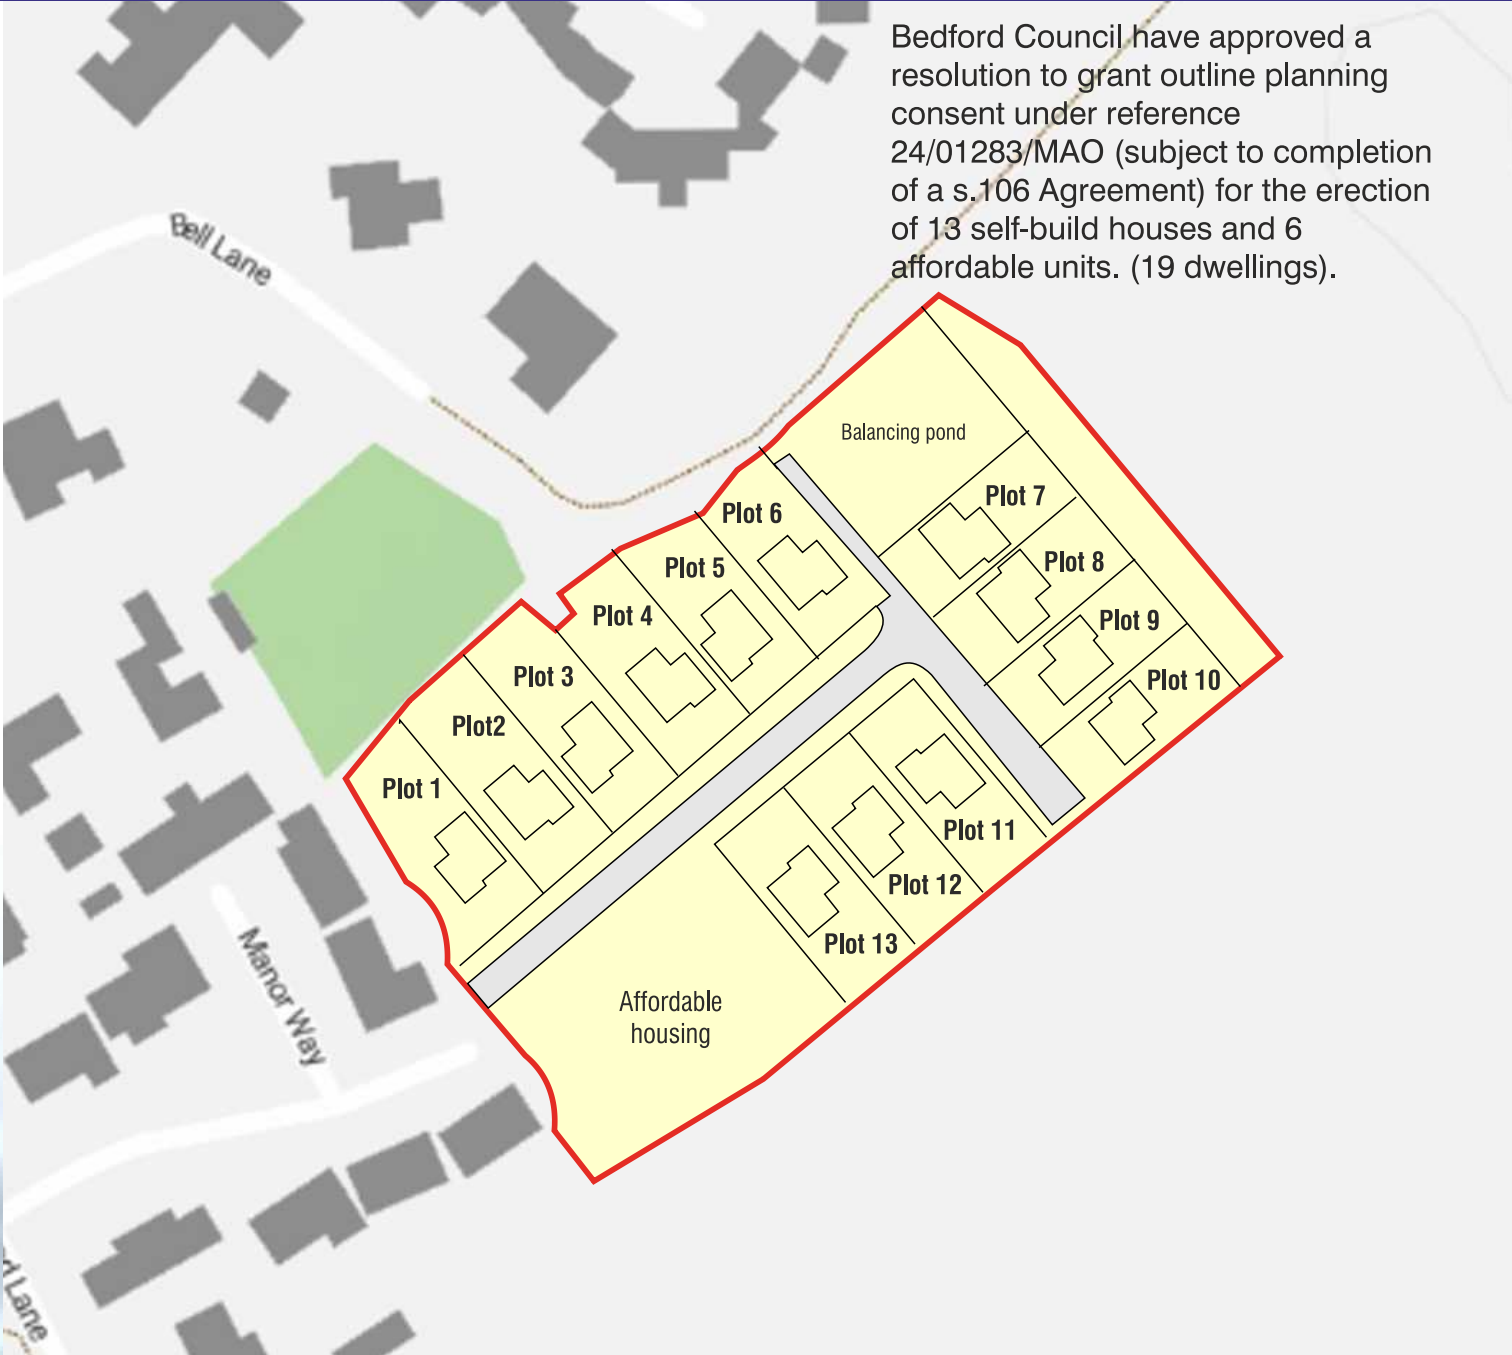 Bedford Council have approved a
resolution to grant outline planning
consent under reference
24/01283/MAO (subject to completion
of a s.106 Agreement) for the erection
of 13 self-build houses and 6
affordable units. (19 dwellings).
Bell Lane
Balancing pond
Plot 7
Plot 6
Plot 8
Plot 5
Plot 4
Plot 9
Plot 3
Plot 10
Plot2
Plot 1
Plot 11
Plot 12
Plot 13
Manor Way
Affordable
housing
Lane